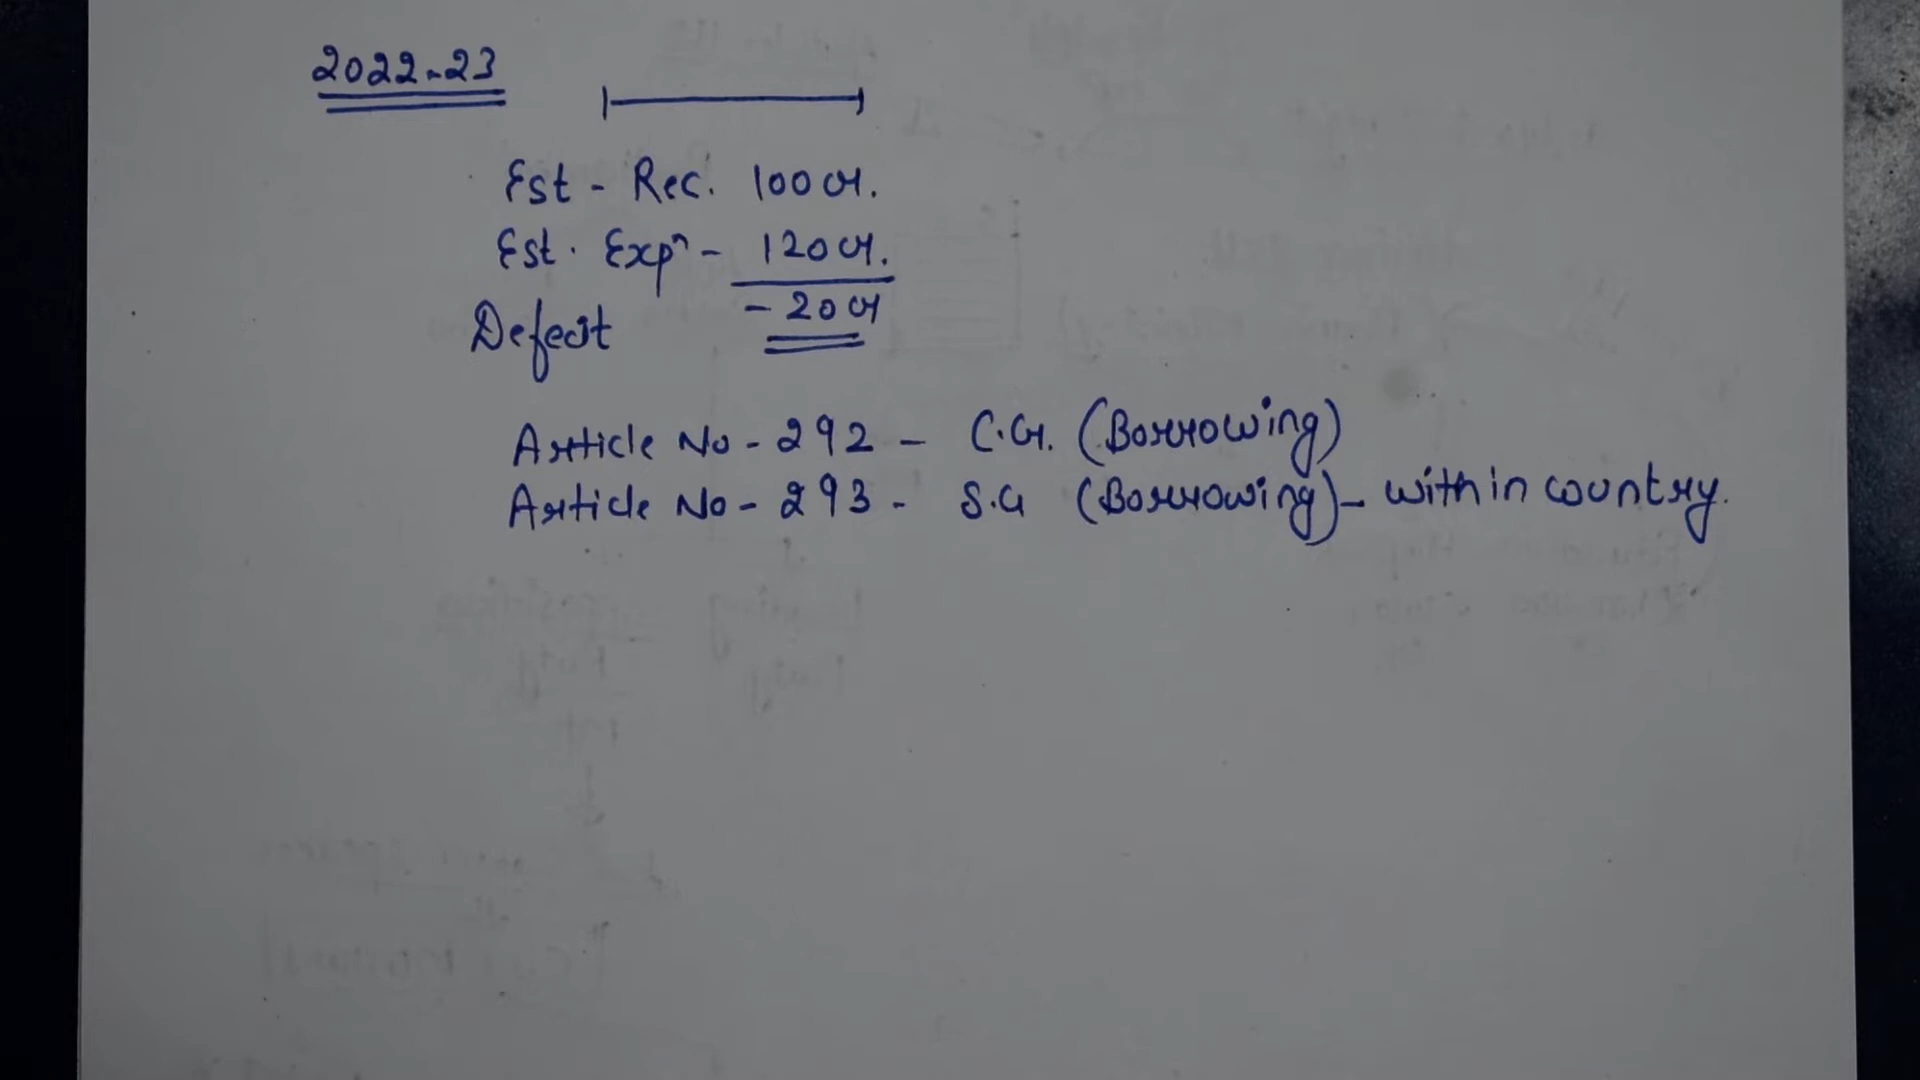 2022-23
Est - Rec. 100 Cr.
Est. Expn - 120 Cr.
Defecit - 20 Cr
Article No - 292 - C.G. (Borrowing)
Article No - 293 - S.G (Borrowing) - within country.